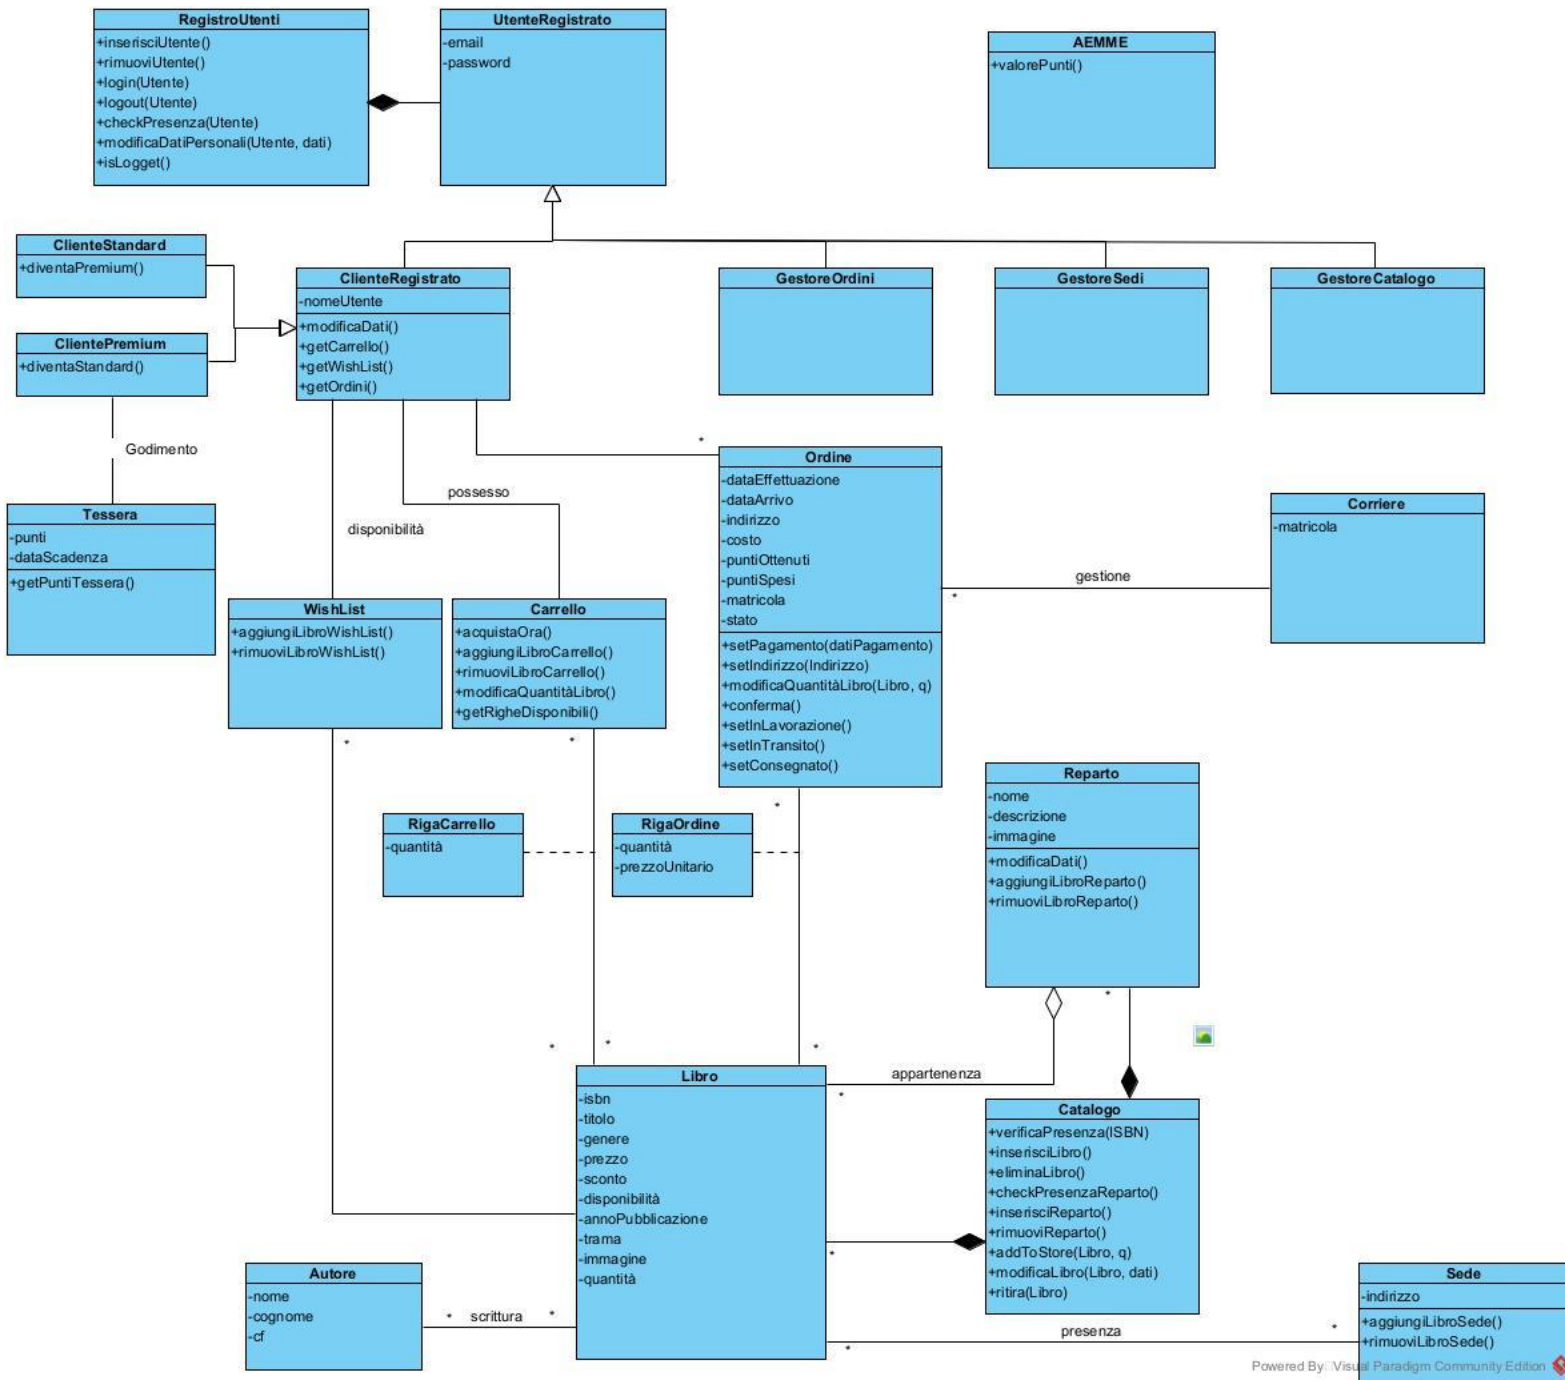 RegistroUtenti
+inserisciUtente()
+rimuoviUtente()
+login(Utente)
+logout(Utente)
+checkPresenza(Utente)
+modificaDatiPersonali(Utente, dati)
+isLogget()
UtenteRegistrato
-email
-password
AEMME
+valorePunti()
ClienteStandard
+diventaPremium()
ClientePremium
+diventaStandard()
ClienteRegistrato
-nomeUtente
+modificaDati()
+getCarrello()
+getWishList()
+getOrdini()
GestoreOrdini
GestoreSedi
GestoreCatalogo
Godimento
Tessera
-punti
-dataScadenza
+getPuntiTessera()
disponibilità
possesso
*
WishList
+aggiungiLibroWishList()
+rimuoviLibroWishList()
*
Carrello
+acquistaOra()
+aggiungiLibroCarrello()
+rimuoviLibroCarrello()
+modificaQuantitàLibro()
+getRigheDisponibili()
*
Ordine
-dataEffettuazione
-dataArrivo
-indirizzo
-costo
-puntiOttenuti
-puntiSpesi
-matricola
-stato
+setPagamento(datiPagamento)
+setIndirizzo(Indirizzo)
+modificaQuantitàLibro(Libro, q)
+conferma()
+setInLavorazione()
+setInTransito()
+setConsegnato()
*
gestione
*
Corriere
-matricola
RigaCarrello
-quantità
RigaOrdine
-quantità
-prezzoUnitario
Reparto
-nome
-descrizione
-immagine
+modificaDati()
+aggiungiLibroReparto()
+rimuoviLibroReparto()
*
*
*
*
Libro
-isbn
-titolo
-genere
-prezzo
-sconto
-disponibilità
-annoPubblicazione
-trama
-immagine
-quantità
appartenenza
*
Catalogo
+verificaPresenza(ISBN)
+inserisciLibro()
+eliminaLibro()
+checkPresenzaReparto()
+inserisciReparto()
+rimuoviReparto()
+addToStore(Libro, q)
+modificaLibro(Libro, dati)
+ritira(Libro)
*
Autore
-nome
-cognome
-cf
* scrittura *
presenza
*
*
Sede
-indirizzo
+aggiungiLibroSede()
+rimuoviLibroSede()
Powered By Visual Paradigm Community Edition